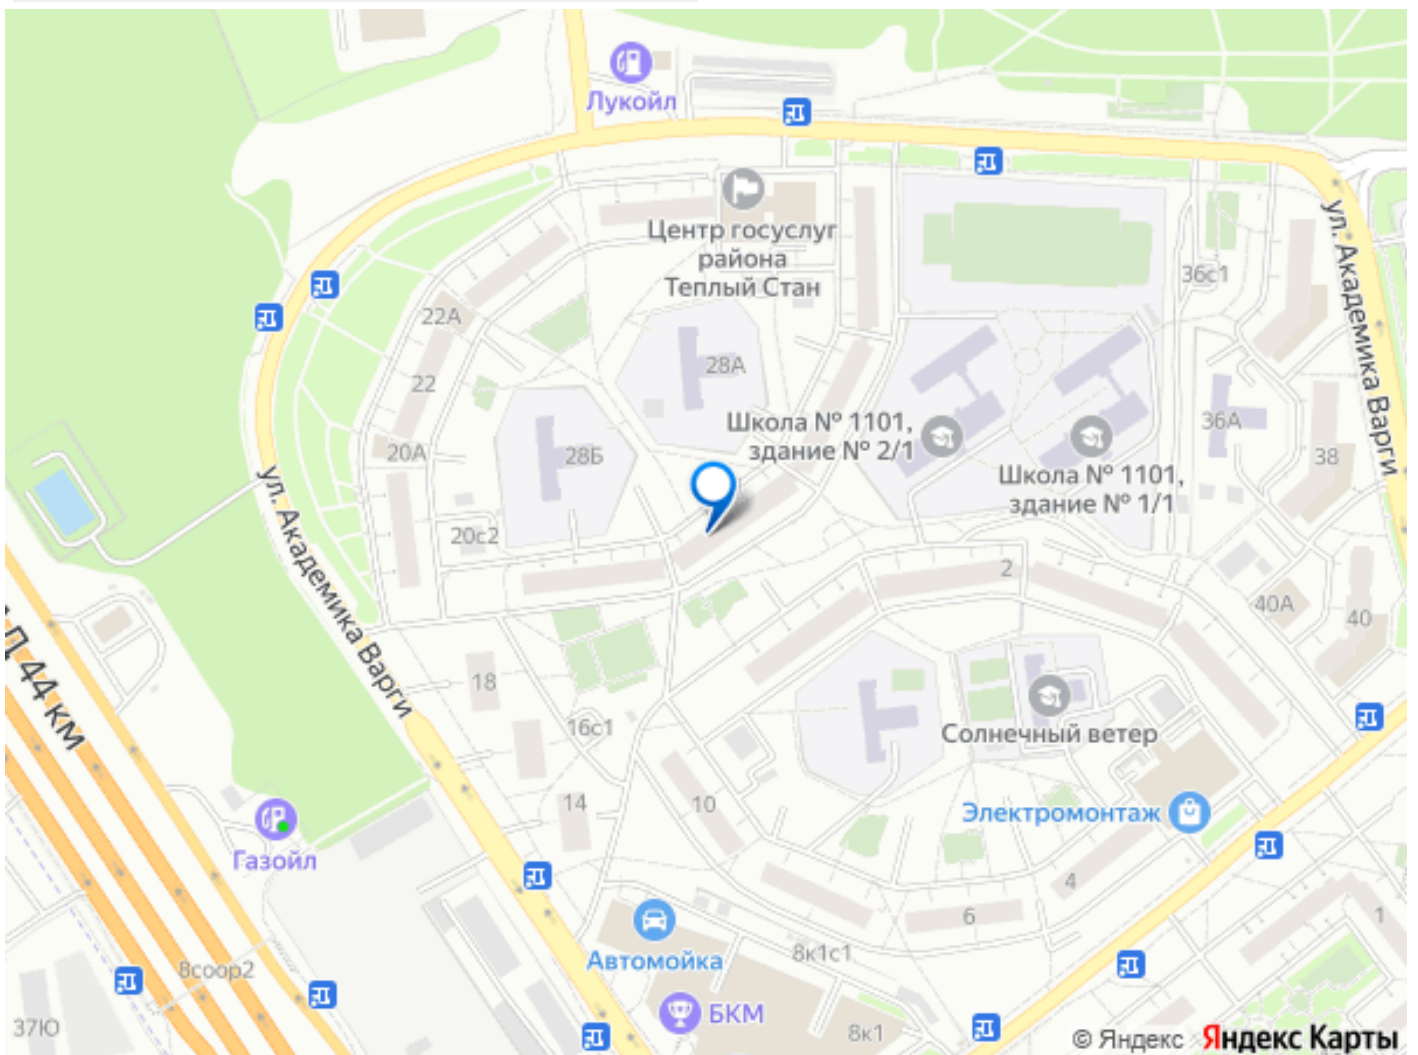 Лукойл
ул. Академика Варги
Центр госуслуг
района
Теплый Стан
36с1
22А
28А
22
Школа № 1101,
здание № 2/1
36А
20А
28Б
38
Школа № 1101,
здание № 1/1
ул. Академика Варги
20с2
2
40А
40
44 км
18
16с1
Солнечный ветер
14
10
Электромонтаж
Газойл
4
6
1
8к1с1
Автомойка
8соор2
БКМ
37Ю
8к1
© Яндекс Яндекс Карты